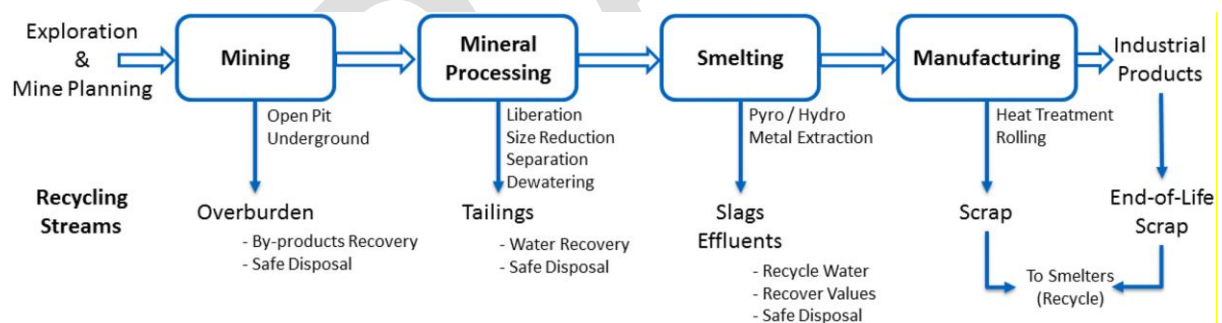 Exploration
&
Mine Planning
Mining
Mineral
Processing
Smelting
Manufacturing
Industrial
Products
Open Pit
Underground
Liberation
Size Reduction
Separation
Dewatering
Pyro / Hydro
Metal Extraction
Heat Treatment
Rolling
Recycling
Streams
Overburden
- By-products Recovery
- Safe Disposal
Tailings
- Water Recovery
- Safe Disposal
Slags
Effluents
- Recycle Water
- Recover Values
- Safe Disposal
Scrap
End-of-Life
Scrap
To Smelters
(Recycle)